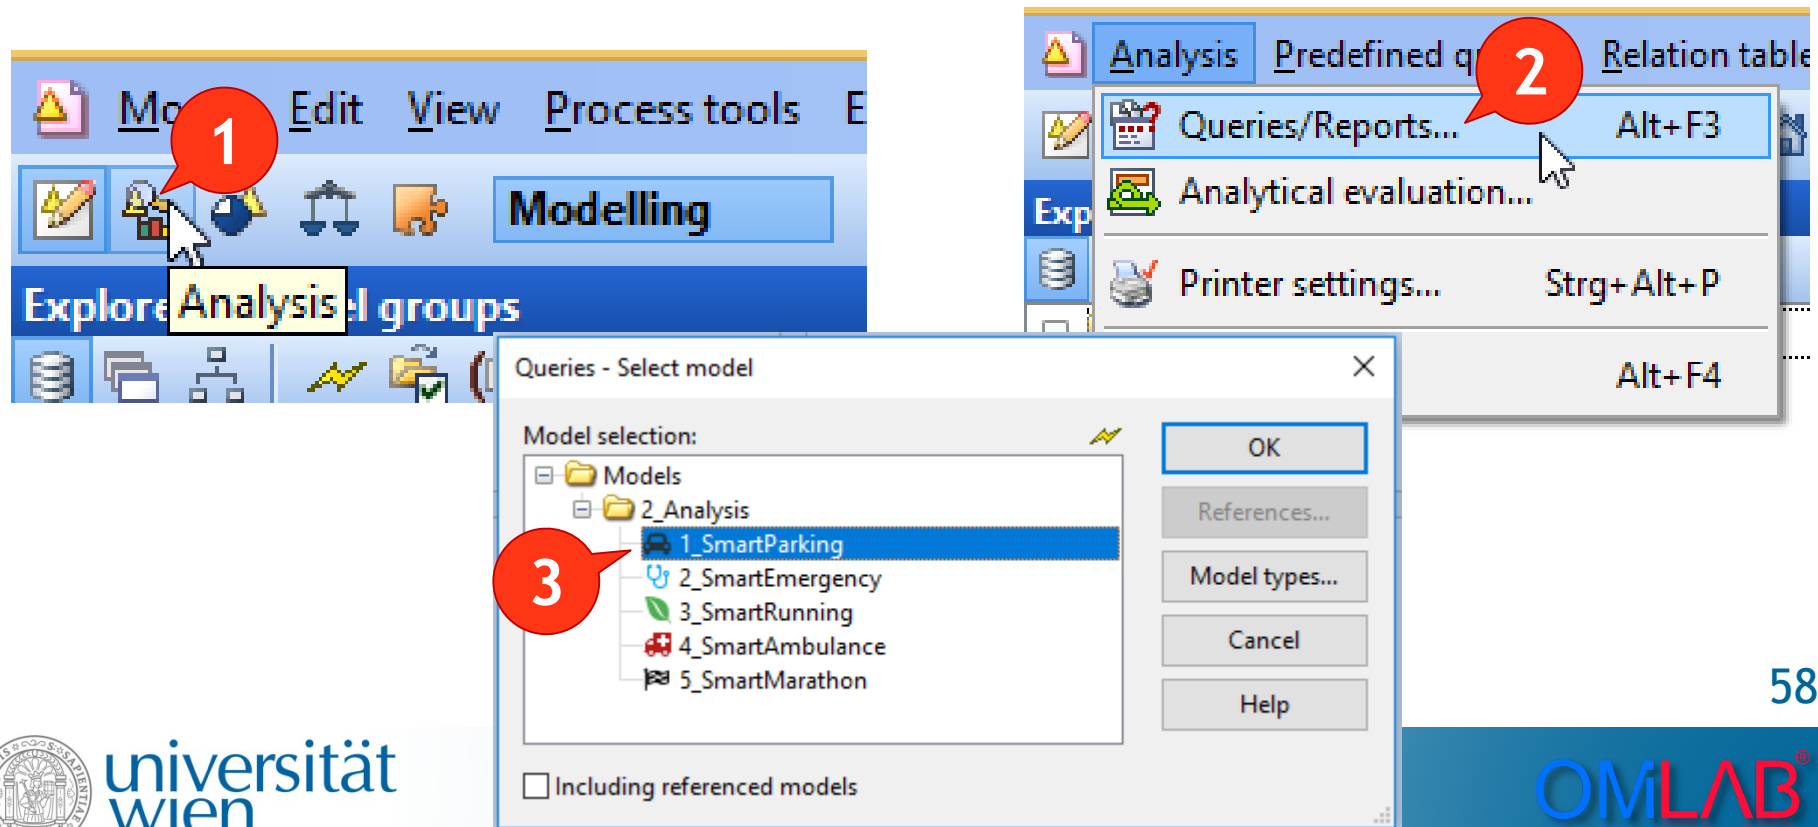 Edit View Process tools
1
Modelling
Analysis
groups
Analysis Predefined Relation table
2
Queries/Reports... Alt+F3
Analytical evaluation...
Exp
Printer settings... Strg+Alt+P
Alt+F4
Queries - Select model
Model selection:
OK
Models
References...
2_Analysis
1_SmartParking
3
Model types...
2_SmartEmergency
3_SmartRunning
Cancel
4_SmartAmbulance
5_SmartMarathon
Help
Including referenced models
58
universität
wien
OMLAB®